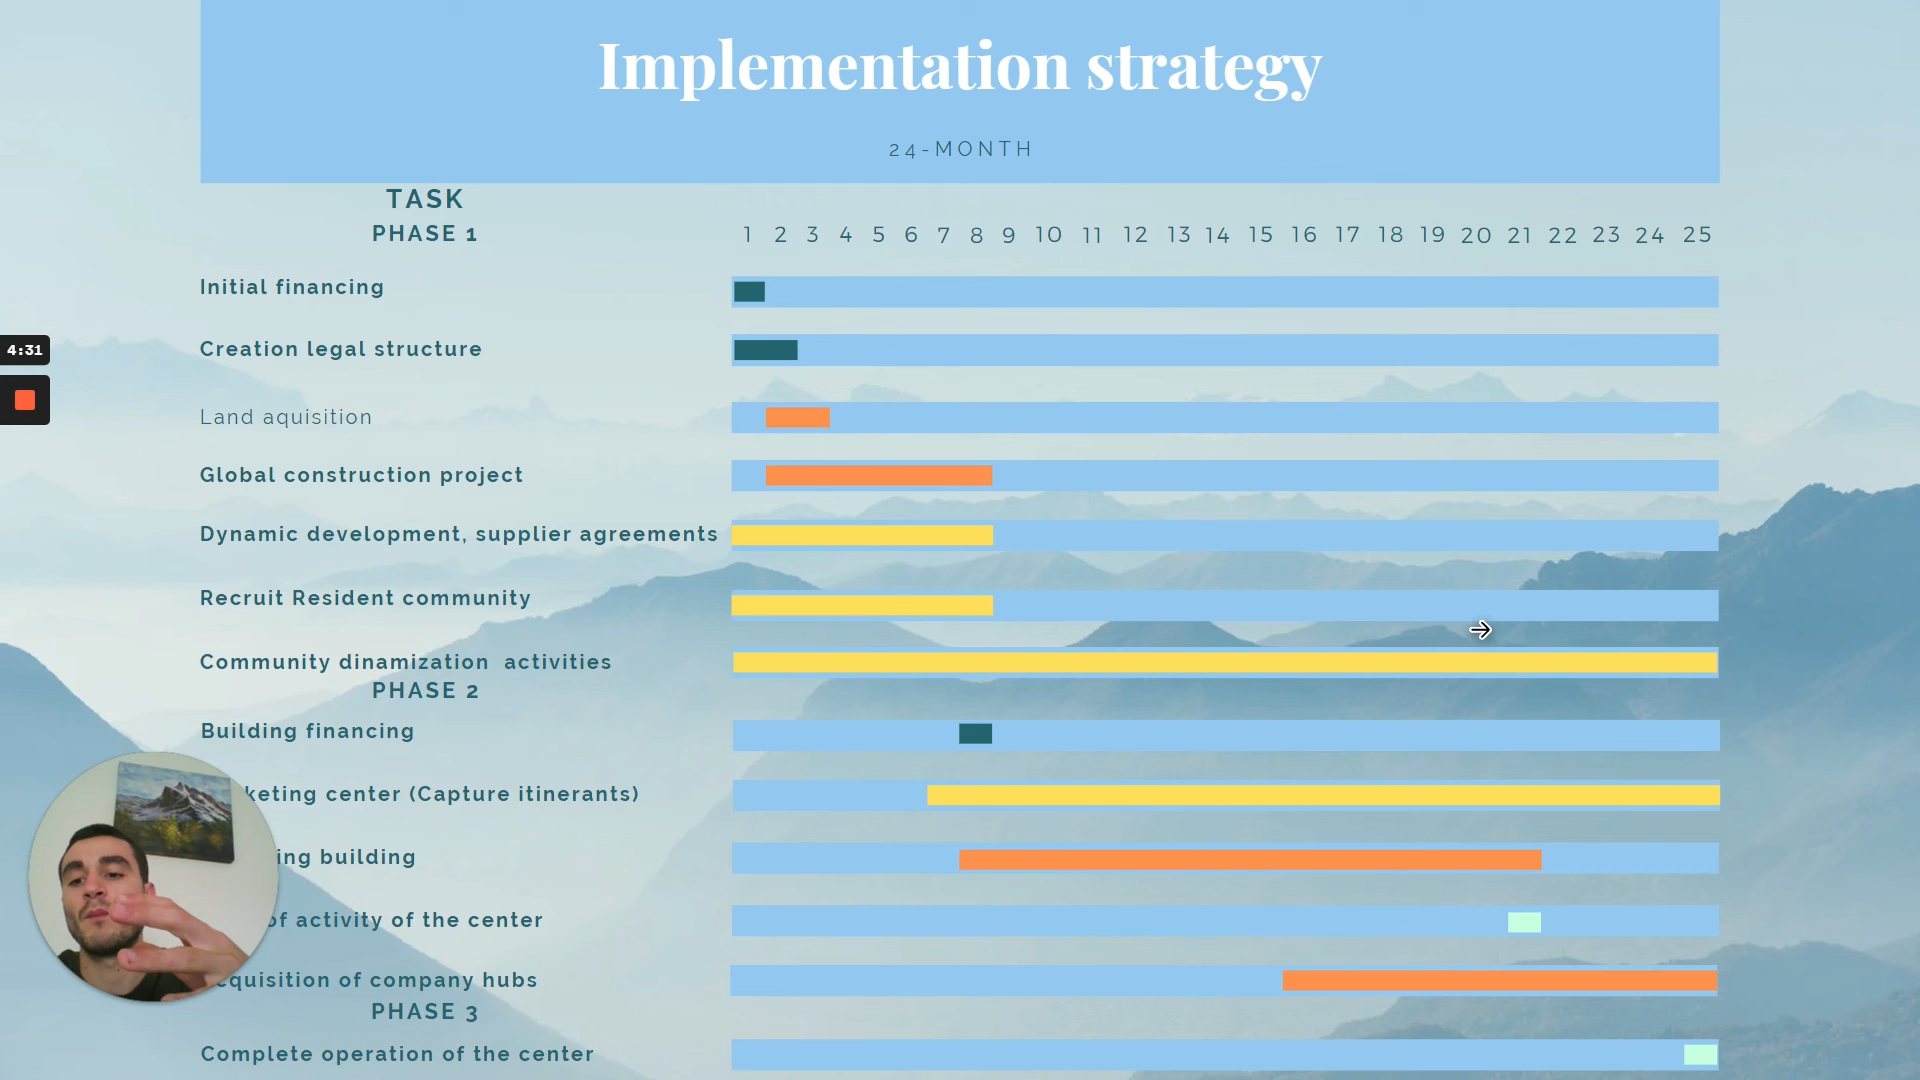 Implementation strategy
24-MONTH
TASK
PHASE 1
1 2 3 4 5 6 7 8 9 10 11 12 13 14 15 16 17 18 19 20 21 22 23 24 25
Initial financing
Creation legal structure
4:31
Land aquisition
Global construction project
Dynamic development, supplier agreements
Recruit Resident community
Community dinamization activities
PHASE 2
Building financing
center (Capture itinerants)
building
of activity of the center
of company hubs
PHASE 3
Complete operation of the center